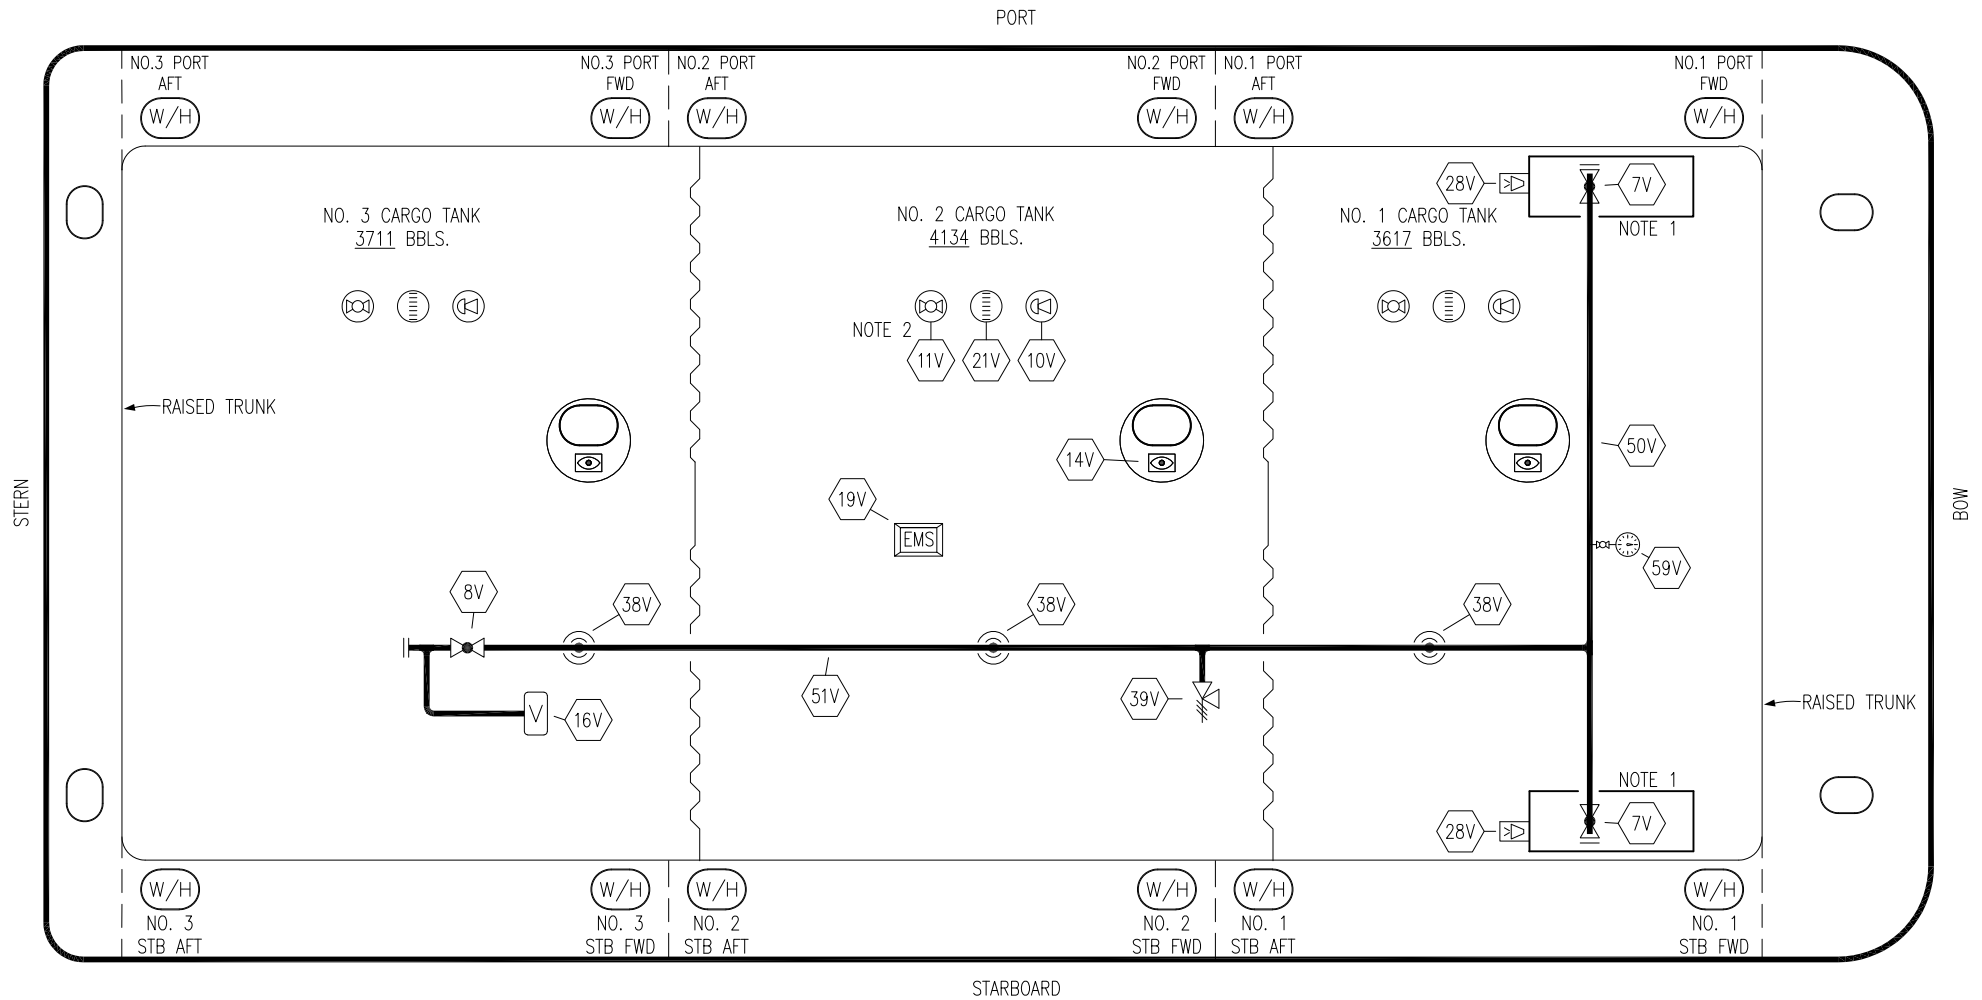 PORT
NO.3 PORT
AFT
W/H
NO.3 PORT
FWD
W/H
NO.2 PORT
AFT
W/H
NO.2 PORT
FWD
W/H
NO.1 PORT
AFT
W/H
NO.1 PORT
FWD
W/H
NO. 3 CARGO TANK
3711 BBLS.
NO. 2 CARGO TANK
4134 BBLS.
NO. 1 CARGO TANK
3617 BBLS.
28V
7V
NOTE 1
NOTE 2
11V
21V
10V
RAISED TRUNK
14V
50V
19V
EMS
STERN
BOW
59V
8V
38V
38V
38V
51V
39V
16V
V
RAISED TRUNK
NOTE 1
28V
7V
W/H
NO. 3
STB AFT
W/H
NO. 3
STB FWD
W/H
NO. 2
STB AFT
W/H
NO. 2
STB FWD
W/H
NO. 1
STB AFT
W/H
NO. 1
STB FWD
STARBOARD